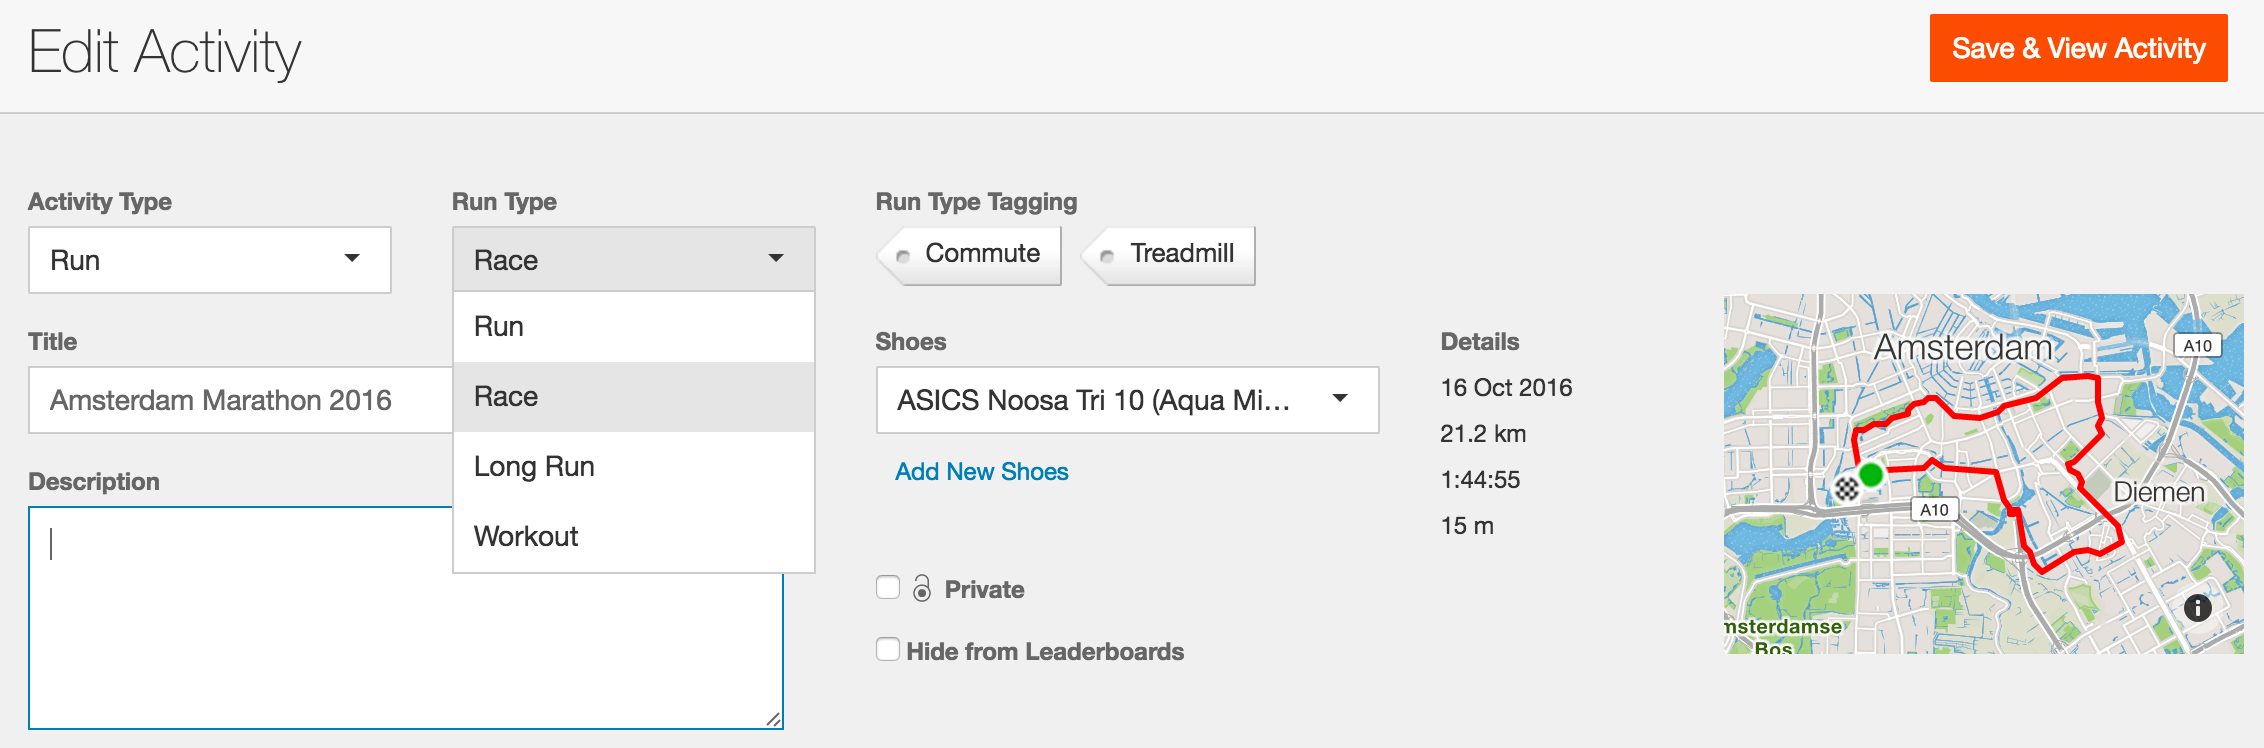 Edit Activity
Save & View Activity
Activity Type
Run
Run Type
Race
Run
Race
Long Run
Workout
Run Type Tagging
Commute
Treadmill
Title
Amsterdam Marathon 2016
Description
Shoes
ASICS Noosa Tri 10 (Aqua Mi...
Add New Shoes
Private
Hide from Leaderboards
Details
16 Oct 2016
21.2 km
1:44:55
15 m
Amsterdam
A10
Diemen
A10
msterdamse
Bos